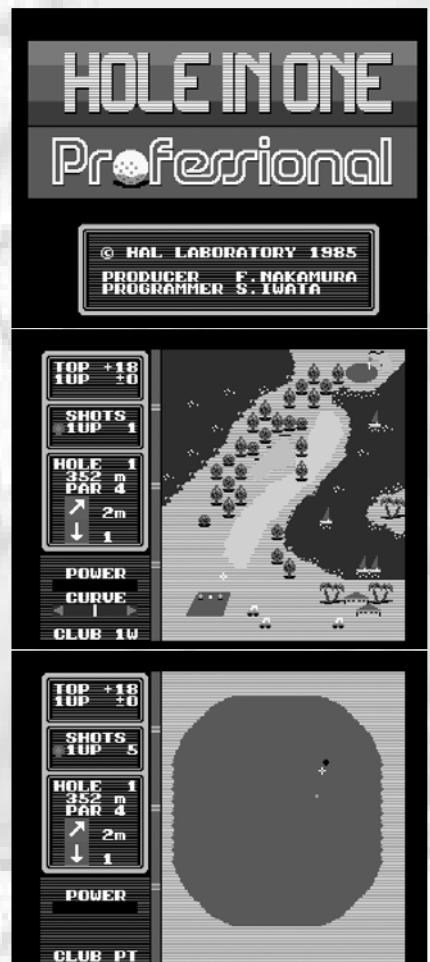 HOLE IN ONE
Professional
© HAL LABORATORY 1985
PRODUCER F.NAKAMURA
PROGRAMMER S.IWATA
TOP +18
1UP ±0
SHOTS
1UP 1
HOLE 1
352 m
PAR 4
2m
1
POWER
CURVE
CLUB 1W
TOP +18
1UP ±0
SHOTS
1UP 5
HOLE 1
352 m
PAR 4
2m
1
POWER
CLUB PT